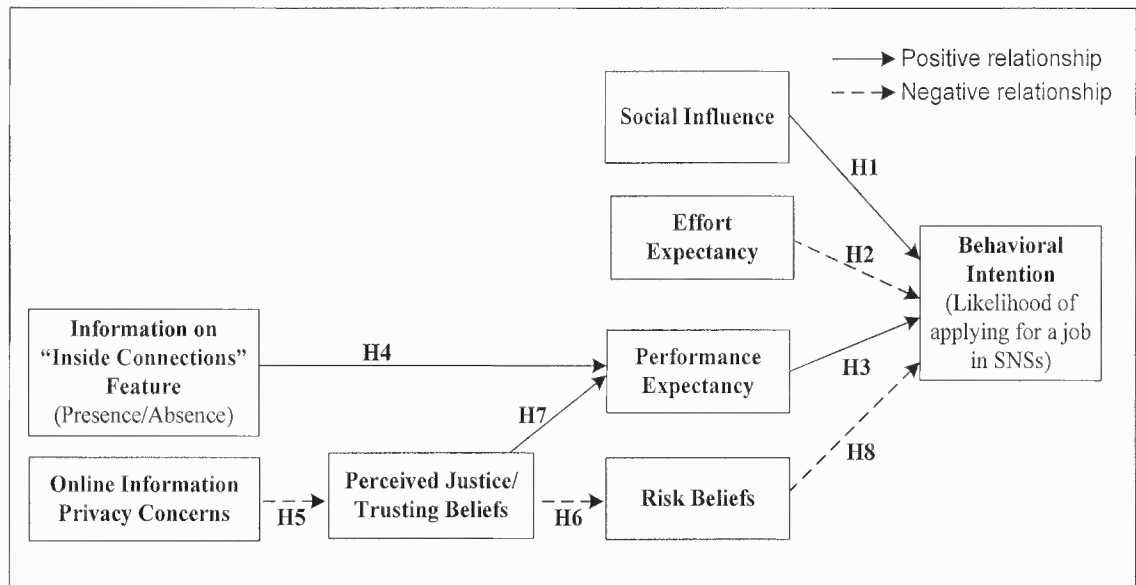 Positive relationship
Negative relationship
Social Influence
H1
Effort
Expectancy
H2
Behavioral
Intention
(Likelihood of
applying for a job
in SNSs)
Information on
“Inside Connections”
Feature
(Presence/Absence)
H4
Performance
Expectancy
H3
H7
H8
Online Information
Privacy Concerns
H5
Perceived Justice/
Trusting Beliefs
H6
Risk Beliefs